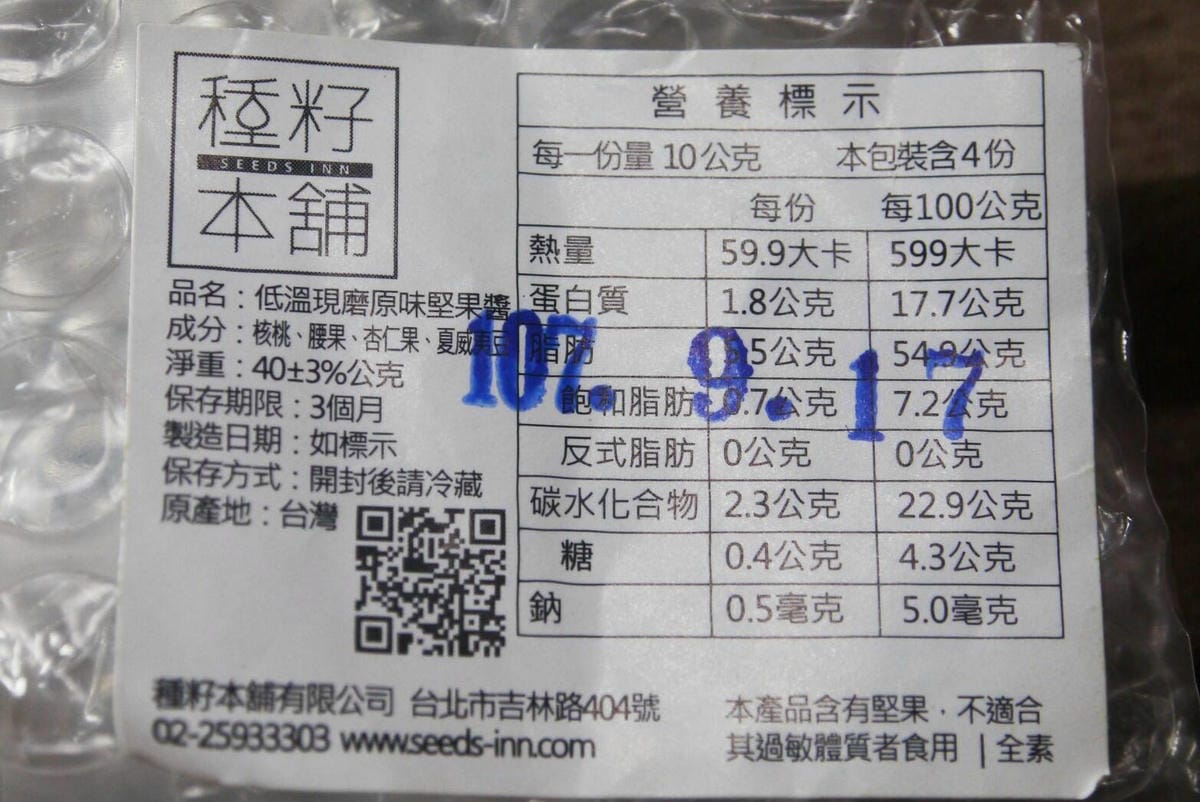 種籽
SEEDS INN
本舖
品名：低溫現磨原味堅果醬
成分：核桃、腰果、杏仁果、夏威夷豆
淨重：40±3%公克
保存期限：3個月
製造日期：如標示
保存方式：開封後請冷藏
原產地：台灣
營養標示
每一份量 10公克 本包裝含4份
每份 每100公克
熱量 59.9大卡 599大卡
蛋白質 1.8公克 17.7公克
脂肪 5.5公克 54.9公克
飽和脂肪 0.7公克 7.2公克
反式脂肪 0公克 0公克
碳水化合物 2.3公克 22.9公克
糖 0.4公克 4.3公克
鈉 0.5毫克 5.0毫克
107. 9. 17
種籽本舖有限公司 台北市吉林路404號
02-25933303 www.seeds-inn.com
本產品含有堅果，不適合
其過敏體質者食用 | 全素